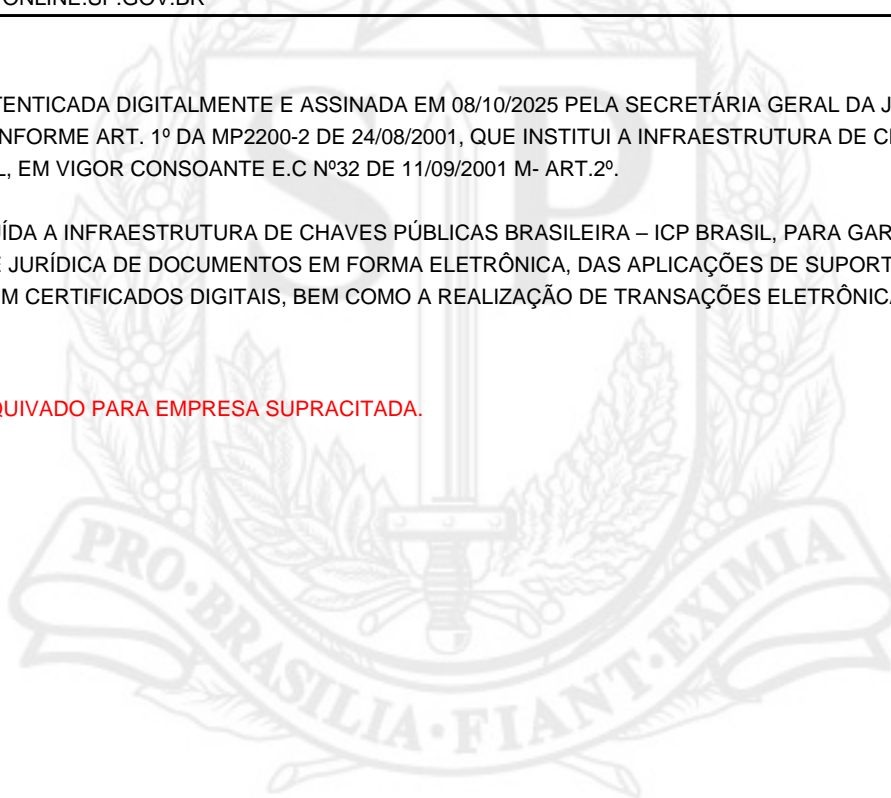 ONLINE.SP.GOV.BR
TENTICADA DIGITALMENTE E ASSINADA EM 08/10/2025 PELA SECRETÁRIA GERAL DA J
NFORME ART. 1º DA MP2200-2 DE 24/08/2001, QUE INSTITUI A INFRAESTRUTURA DE C
L, EM VIGOR CONSOANTE E.C Nº32 DE 11/09/2001 M- ART.2º.
ÍDA A INFRAESTRUTURA DE CHAVES PÚBLICAS BRASILEIRA – ICP BRASIL, PARA GAR
E JURÍDICA DE DOCUMENTOS EM FORMA ELETRÔNICA, DAS APLICAÇÕES DE SUPORT
M CERTIFICADOS DIGITAIS, BEM COMO A REALIZAÇÃO DE TRANSAÇÕES ELETRÔNICA
QUIVADO PARA EMPRESA SUPRACITADA.
SP
PRO·BRASILIA·FIANT·EXIMIA